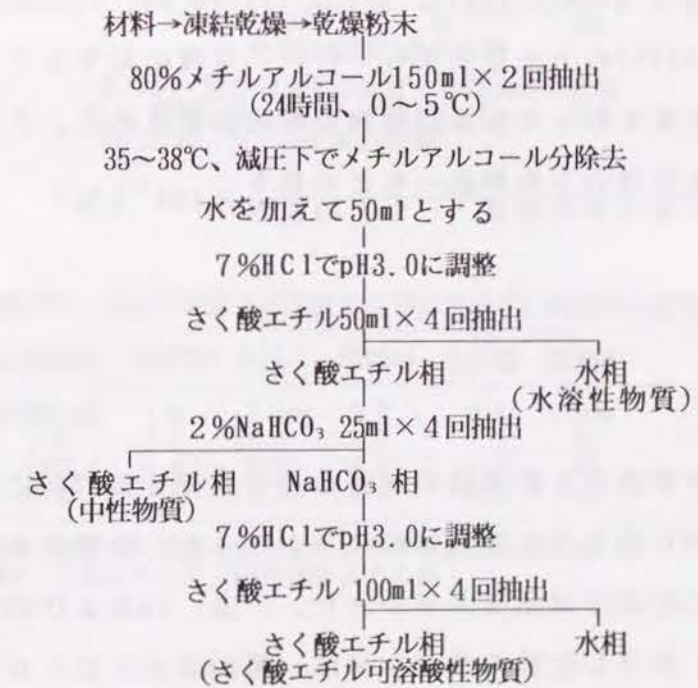 材料→凍結乾燥→乾燥粉末
80%メチルアルコール150ml×2回抽出
(24時間、0～5℃)
35～38℃、減圧下でメチルアルコール分除去
水を加えて50mlとする
7%HClでpH3.0に調整
さく酸エチル50ml×4回抽出
さく酸エチル相 水相
(水溶性物質)
2%NaHCO₃ 25ml×4回抽出
さく酸エチル相 NaHCO₃相
(中性物質)
7%HClでpH3.0に調整
さく酸エチル 100ml×4回抽出
さく酸エチル相 水相
(さく酸エチル可溶酸性物質)